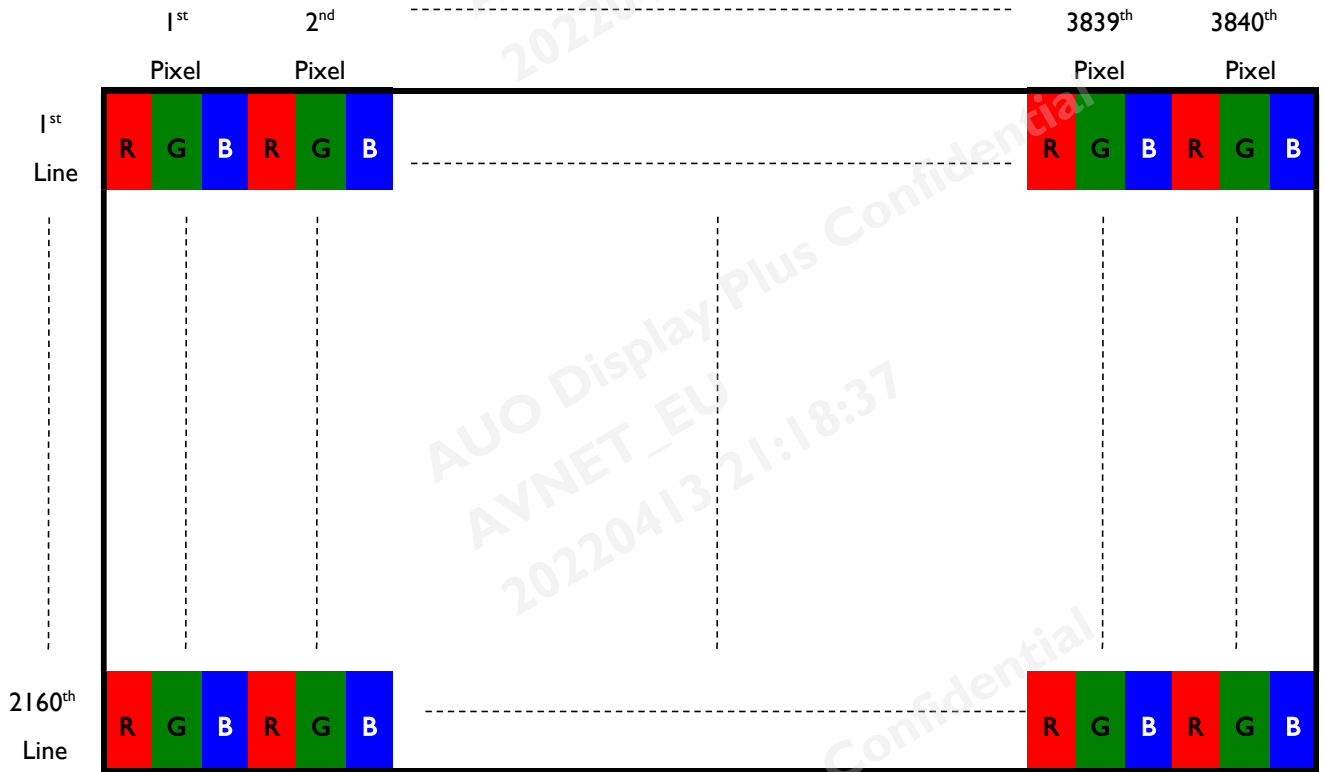 1st 2nd 3839th 3840th
Pixel Pixel Pixel Pixel
1st
Line
R G B R G B R G B R G B
2160th
Line
R G B R G B R G B R G B
AUO Display Plus Confidential
AVNET_EU
20220413 21:18:37
Confidential